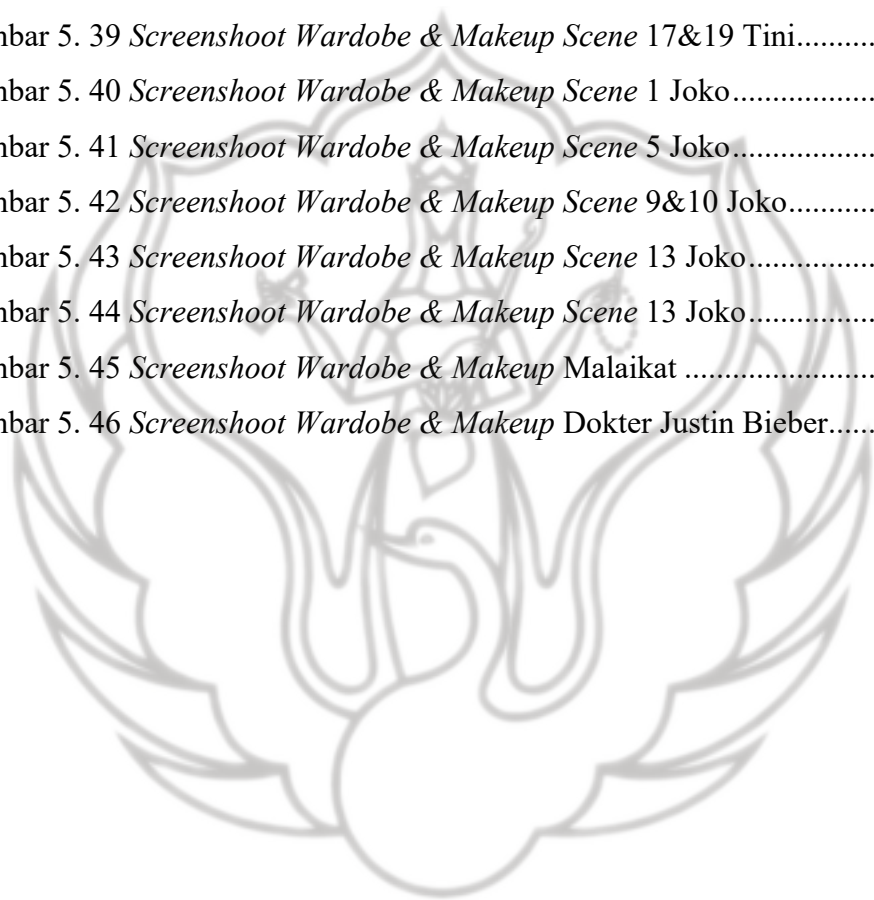 mbar 5. 39 Screenshoot Wardobe & Makeup Scene 17&19 Tini..........
mbar 5. 40 Screenshoot Wardobe & Makeup Scene 1 Joko..................
mbar 5. 41 Screenshoot Wardobe & Makeup Scene 5 Joko..................
mbar 5. 42 Screenshoot Wardobe & Makeup Scene 9&10 Joko...........
mbar 5. 43 Screenshoot Wardobe & Makeup Scene 13 Joko................
mbar 5. 44 Screenshoot Wardobe & Makeup Scene 13 Joko................
mbar 5. 45 Screenshoot Wardobe & Makeup Malaikat ........................
mbar 5. 46 Screenshoot Wardobe & Makeup Dokter Justin Bieber......